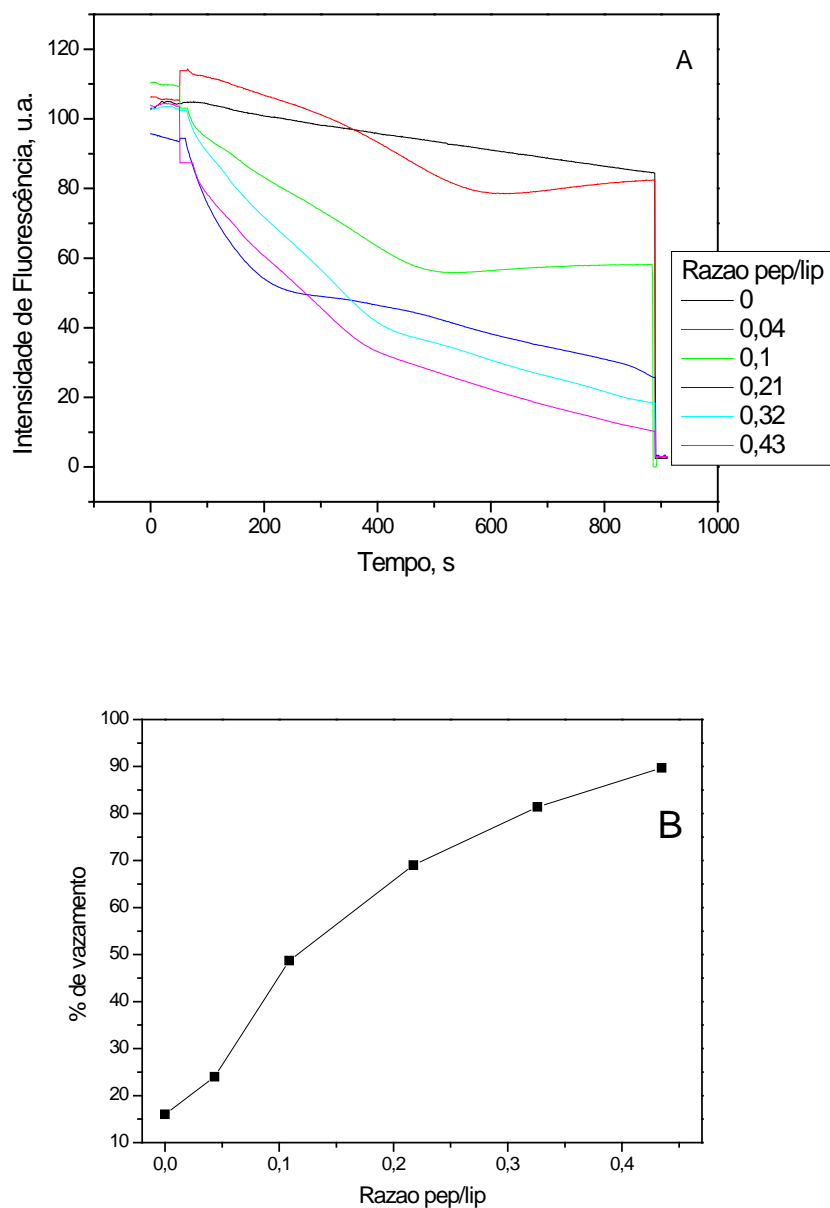 A
120
100
80
60
40
20
0
Intensidade de Fluorescência, u.a.
0 200 400 600 800 1000
Tempo, s
Razao pep/lip
0
0,04
0,1
0,21
0,32
0,43
B
100
90
80
70
60
50
40
30
20
10
% de vazamento
0,0 0,1 0,2 0,3 0,4
Razao pep/lip